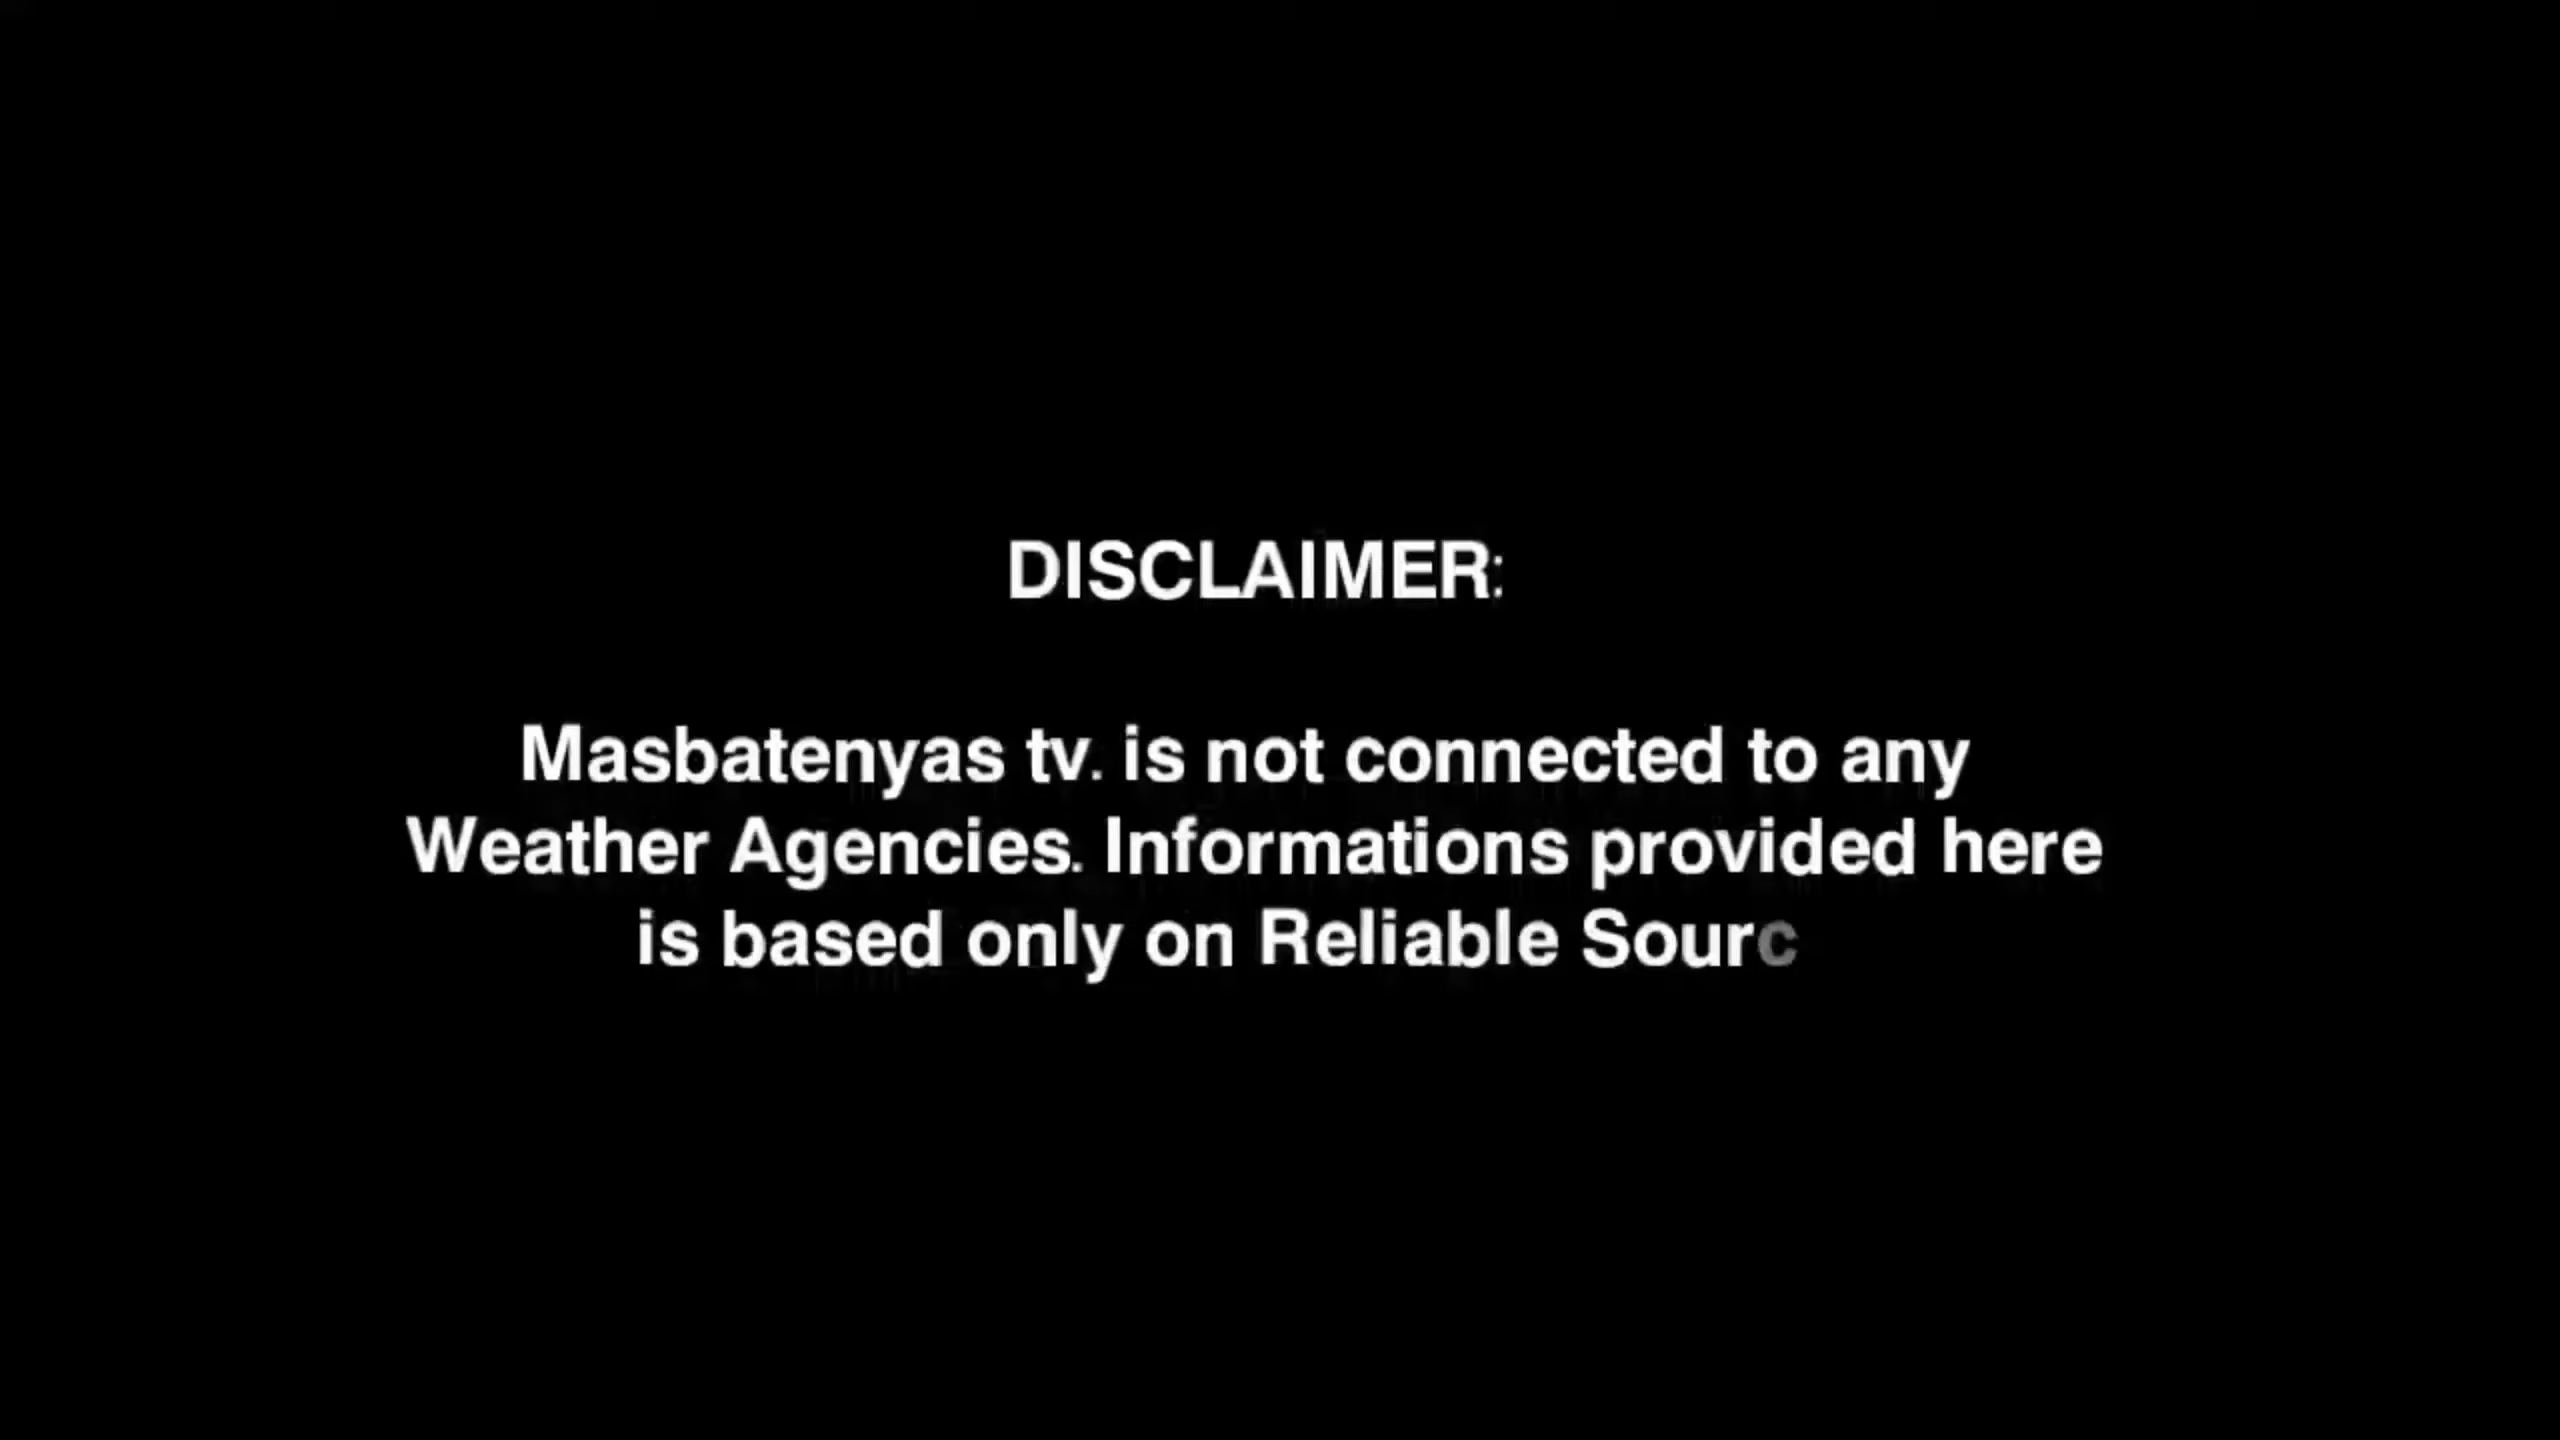 DISCLAIMER:
Masbatenyas tv. is not connected to any
Weather Agencies. Informations provided here
is based only on Reliable Sourc